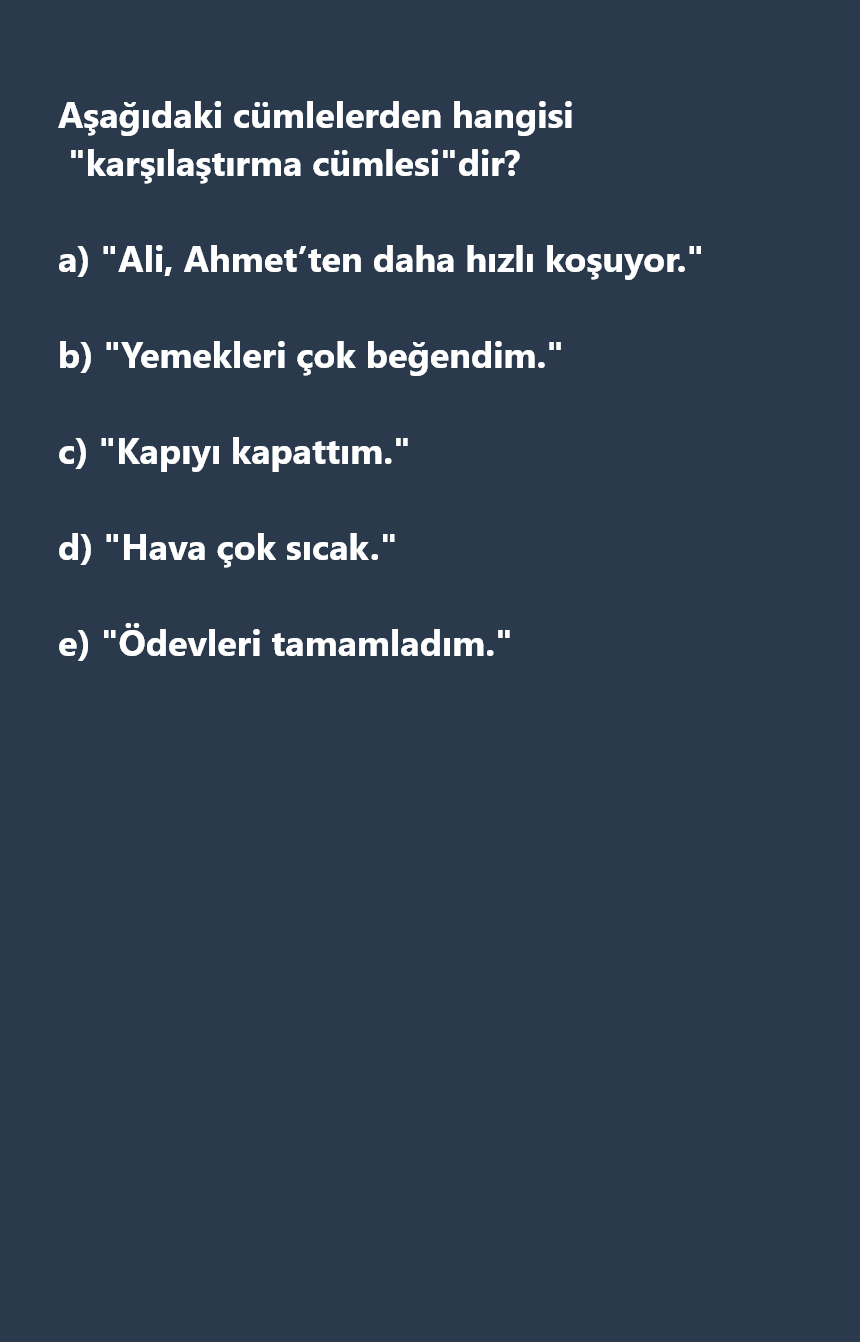 Aşağıdaki cümlelerden hangisi
"karşılaştırma cümlesi"dir?
a) "Ali, Ahmet’ten daha hızlı koşuyor."
b) "Yemekleri çok beğendim."
c) "Kapıyı kapattım."
d) "Hava çok sıcak."
e) "Ödevleri tamamladım."